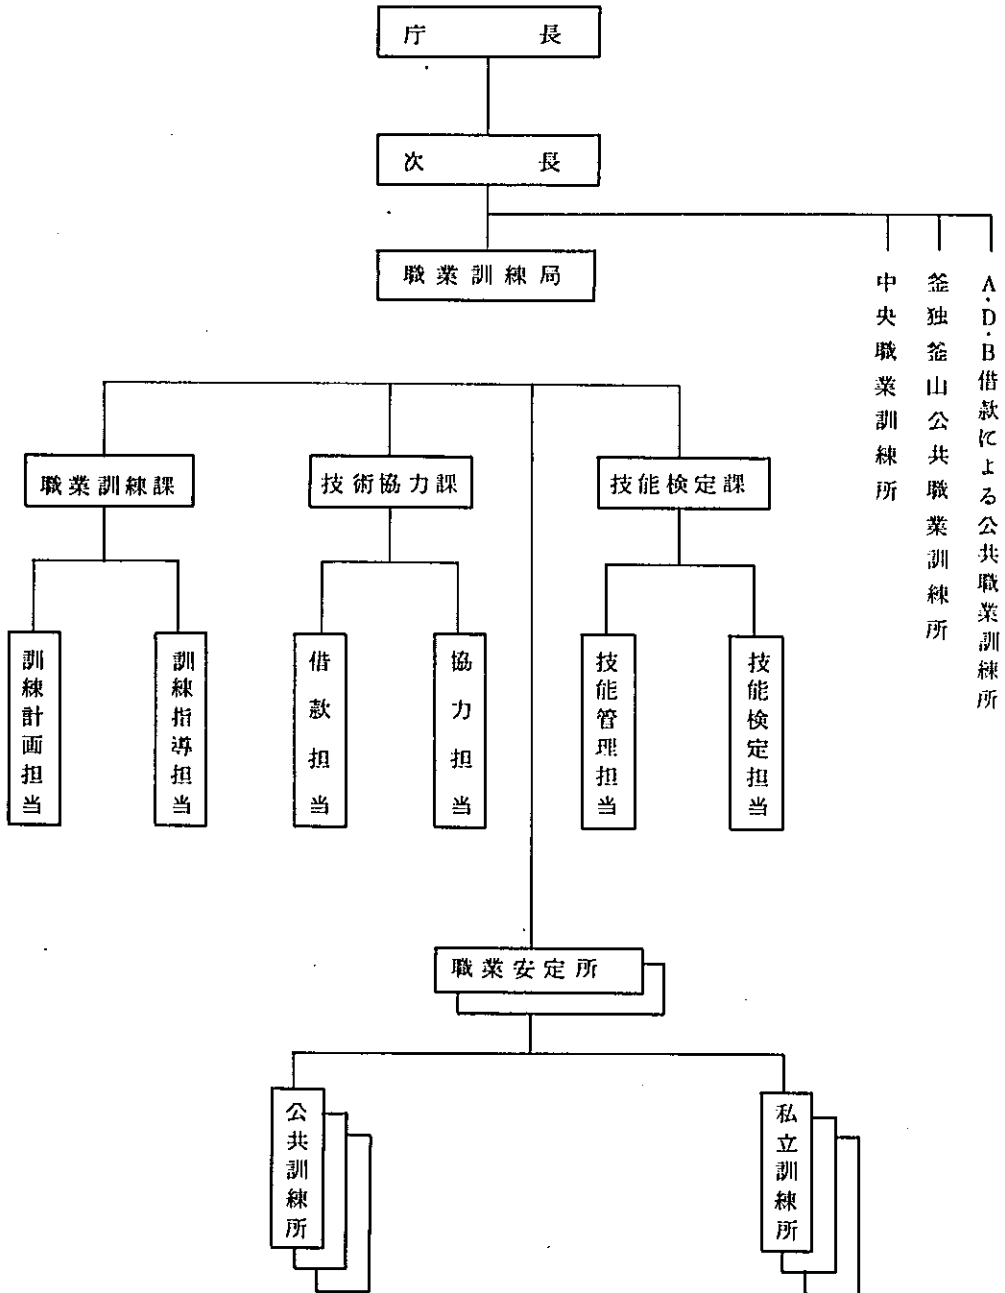 庁長
次長
職業訓練局
A・D・B借款による公共職業訓練所
釜独釜山公共職業訓練所
中央職業訓練所
職業訓練課
技術協力課
技能検定課
訓練計画担当
訓練指導担当
借款担当
協力担当
技能管理担当
技能検定担当
職業安定所
公共訓練所
私立訓練所